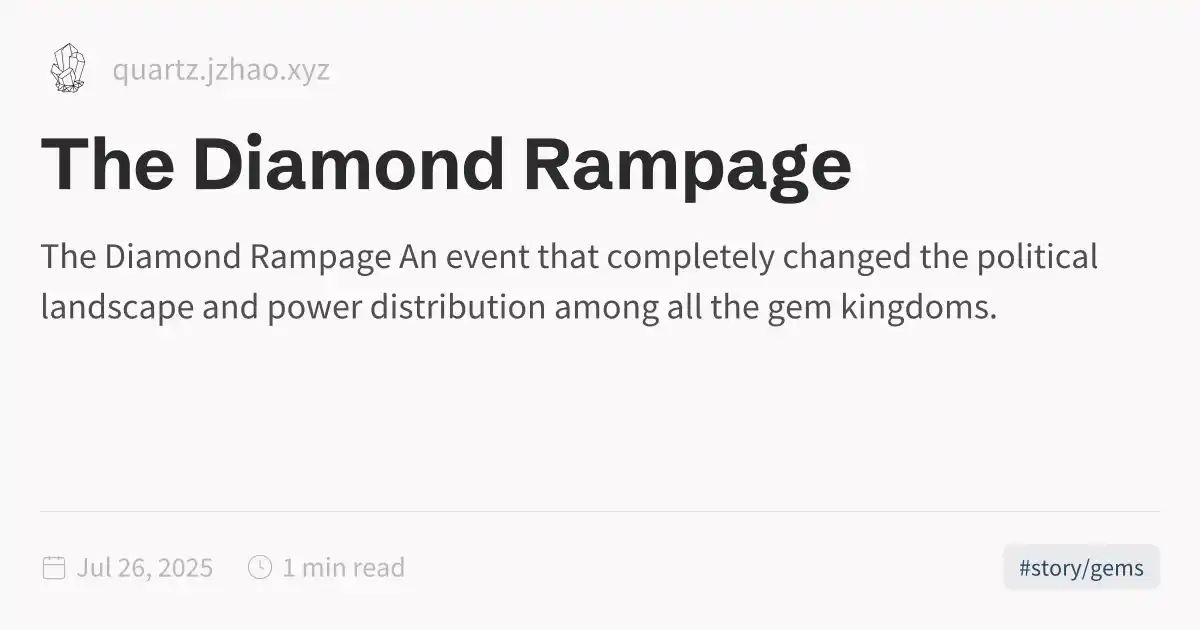 quartz.jzhao.xyz
The Diamond Rampage
The Diamond Rampage An event that completely changed the political
landscape and power distribution among all the gem kingdoms.
Jul 26, 2025 1 min read #story/gems